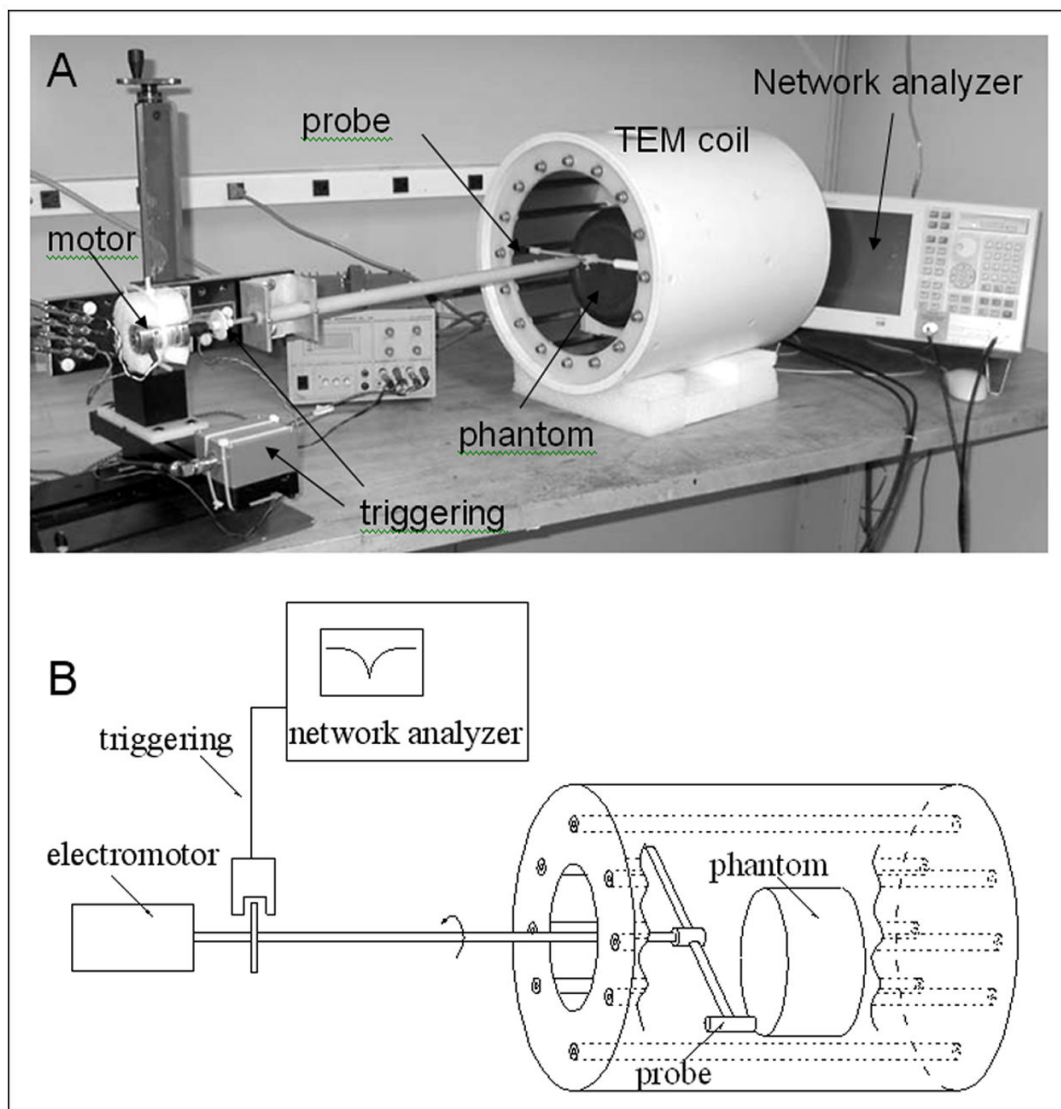 A
Network analyzer
probe
TEM coil
motor
phantom
triggering
B
triggering
network analyzer
electromotor
phantom
probe